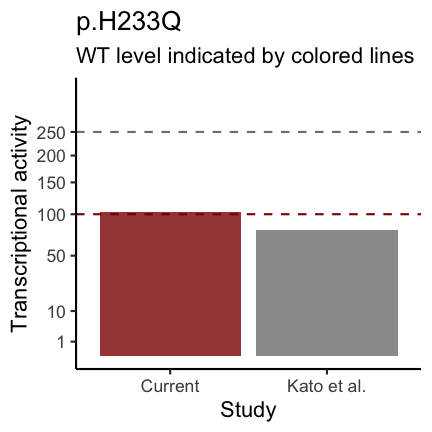 p.H233Q
WT level indicated by colored lines
Transcriptional activity
250
200
150
100
50
10
1
Current
Kato et al.
Study